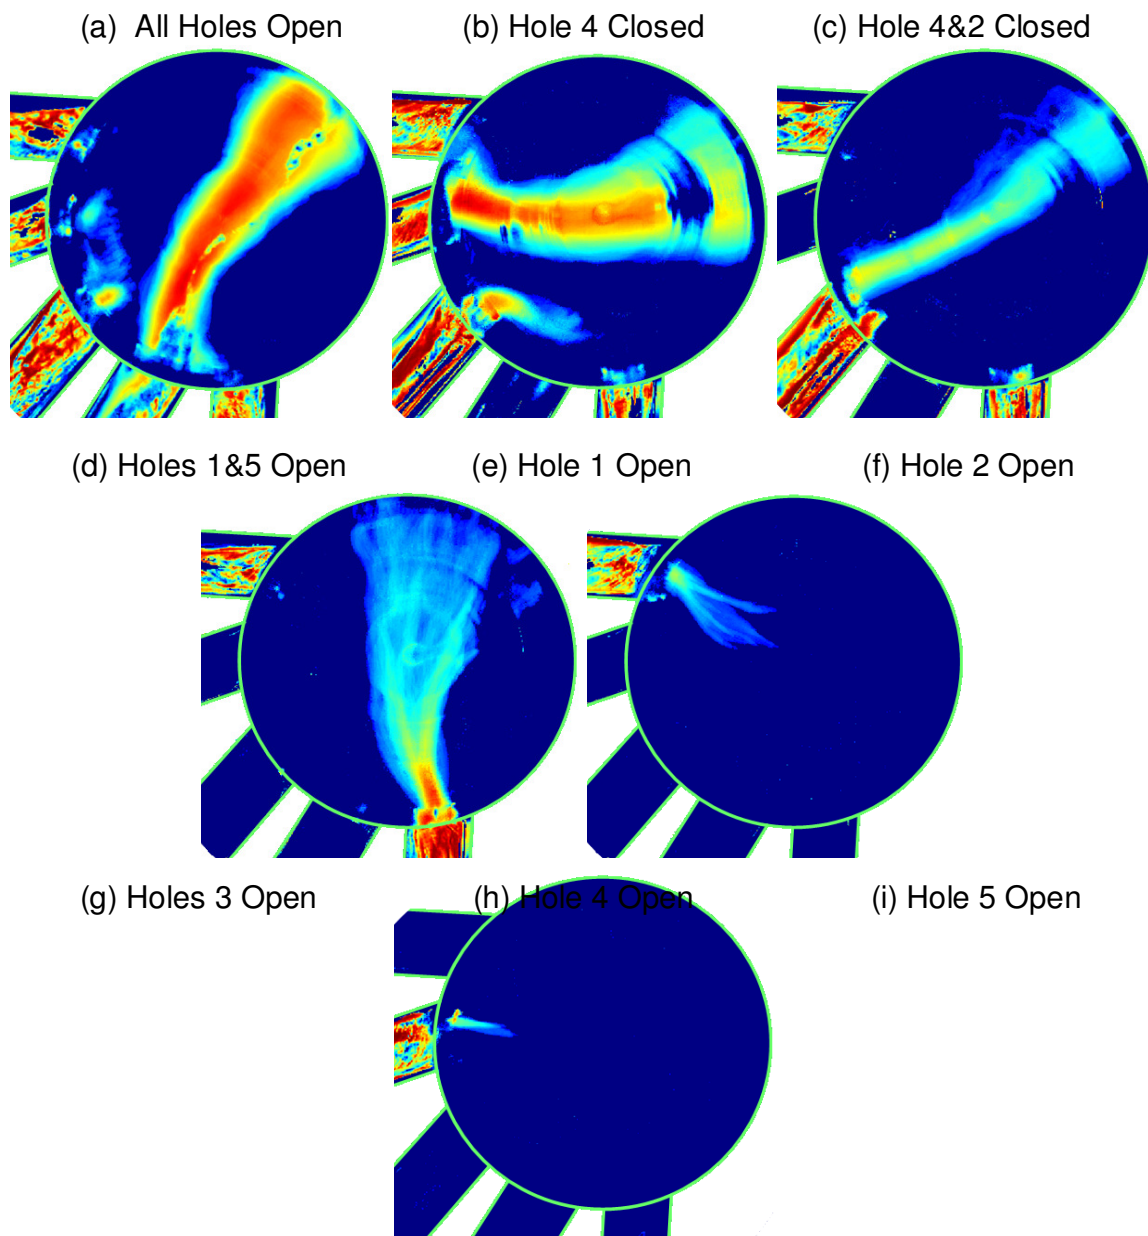 (a) All Holes Open
(b) Hole 4 Closed
(c) Hole 4&2 Closed
(d) Holes 1&5 Open
(e) Hole 1 Open
(f) Hole 2 Open
(g) Holes 3 Open
(h) Hole 4 Open
(i) Hole 5 Open